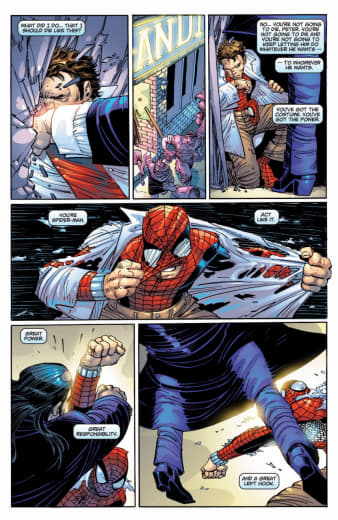 WHAT DID I DO... THAT I
SHOULD DIE LIKE THIS?
ANDI
NO... YOU'RE NOT GOING
TO DIE, PETER. YOU'RE
NOT GOING TO DIE AND YOU'RE
NOT GOING TO
KEEP LETTING HIM DO
WHATEVER HE WANTS --
-- TO WHOMEVER
HE WANTS.
YOU'VE GOT THE
COSTUME. YOU'VE
GOT THE POWER.
YOU'RE
SPIDER-MAN.
ACT
LIKE IT.
GREAT
POWER.
GREAT
RESPONSIBILITY.
AND A
GREAT LEFT
HOOK.